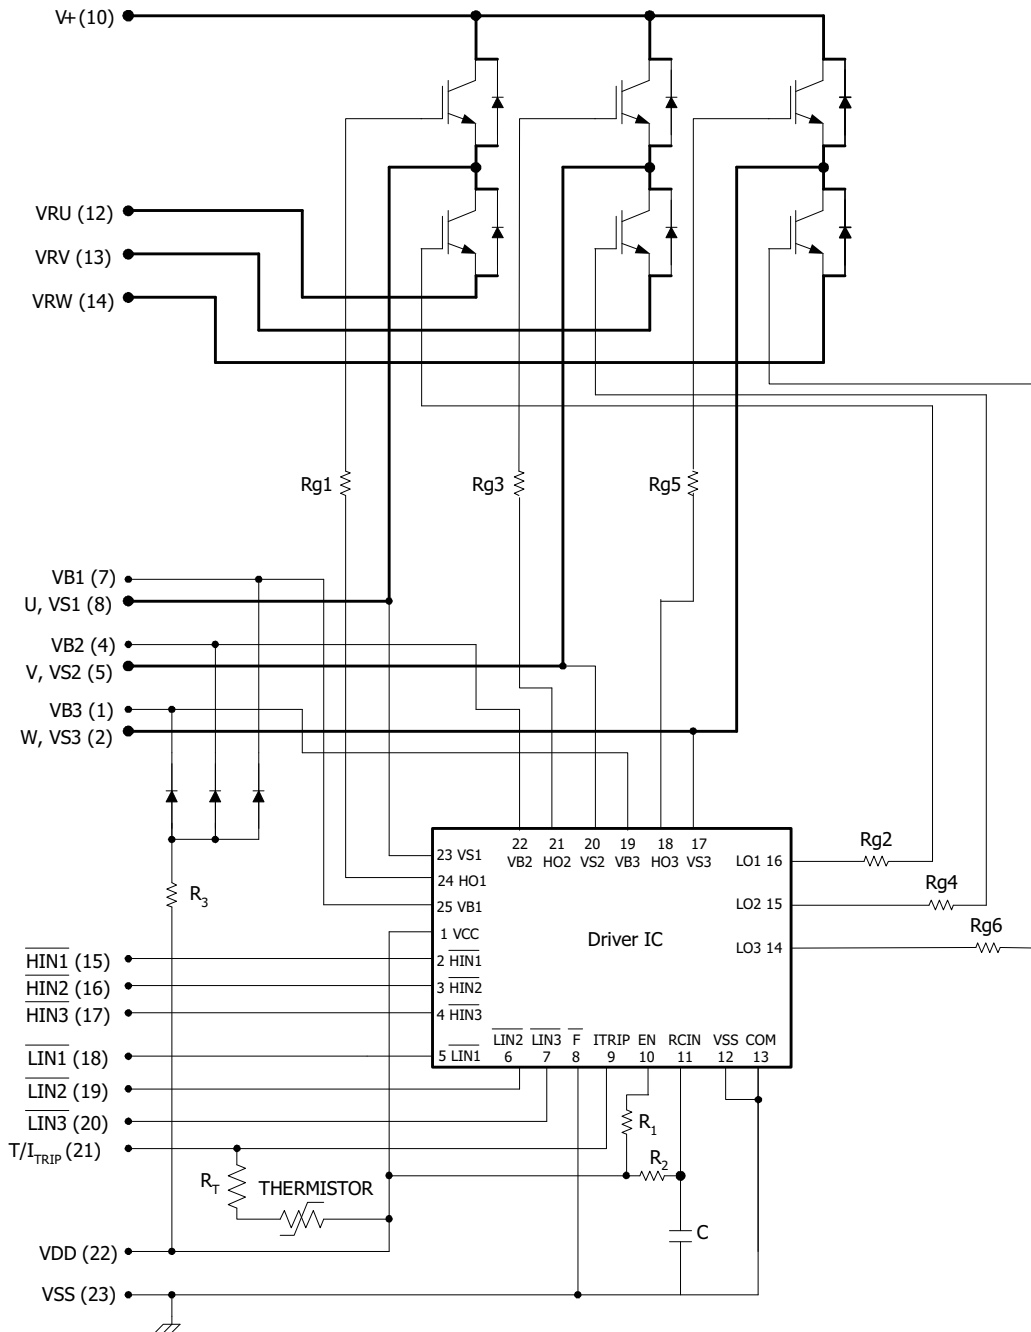 V+ (10)
VRU (12)
VRV (13)
VRW (14)
Rg1
Rg3
Rg5
VB1 (7)
U, VS1 (8)
VB2 (4)
V, VS2 (5)
VB3 (1)
W, VS3 (2)
22 21 20 19 18 17
VB2 HO2 VS2 VB3 HO3 VS3
23 VS1
24 HO1
25 VB1
1 VCC
2 HIN1
3 HIN2
4 HIN3
5 LIN1
Driver IC
LO1 16
LO2 15
LO3 14
Rg2
Rg4
Rg6
R3
HIN1 (15)
HIN2 (16)
HIN3 (17)
LIN1 (18)
LIN2 (19)
LIN3 (20)
T/ITRIP (21)
LIN2 LIN3 F ITRIP EN RCIN VSS COM
6 7 8 9 10 11 12 13
R1
R2
RT
THERMISTOR
C
VDD (22)
VSS (23)